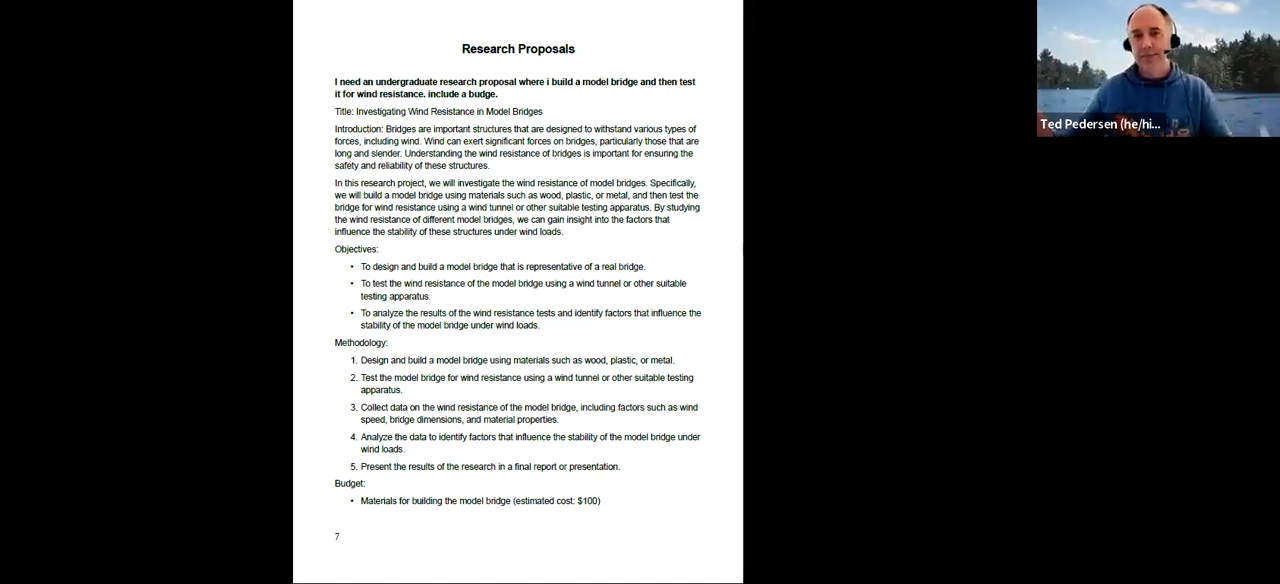 Research Proposals
I need an undergraduate research proposal where i build a model bridge and then test
it for wind resistance. include a budge.
Title: Investigating Wind Resistance in Model Bridges
Introduction: Bridges are important structures that are designed to withstand various types of
forces, including wind. Wind can exert significant forces on bridges, particularly those that are
long and slender. Understanding the wind resistance of bridges is important for ensuring the
safety and reliability of these structures.
In this research project, we will investigate the wind resistance of model bridges. Specifically,
we will build a model bridge using materials such as wood, plastic, or metal, and then test the
bridge for wind resistance using a wind tunnel or other suitable testing apparatus. By studying
the wind resistance of different model bridges, we can gain insight into the factors that
influence the stability of these structures under wind loads.
Objectives:
• To design and build a model bridge that is representative of a real bridge.
• To test the wind resistance of the model bridge using a wind tunnel or other suitable
testing apparatus.
• To analyze the results of the wind resistance tests and identify factors that influence the
stability of the model bridge under wind loads.
Methodology:
1. Design and build a model bridge using materials such as wood, plastic, or metal.
2. Test the model bridge for wind resistance using a wind tunnel or other suitable testing
apparatus.
3. Collect data on the wind resistance of the model bridge, including factors such as wind
speed, bridge dimensions, and material properties.
4. Analyze the data to identify factors that influence the stability of the model bridge under
wind loads.
5. Present the results of the research in a final report or presentation.
Budget:
• Materials for building the model bridge (estimated cost: $100)
7
Ted Pedersen (he/hi...